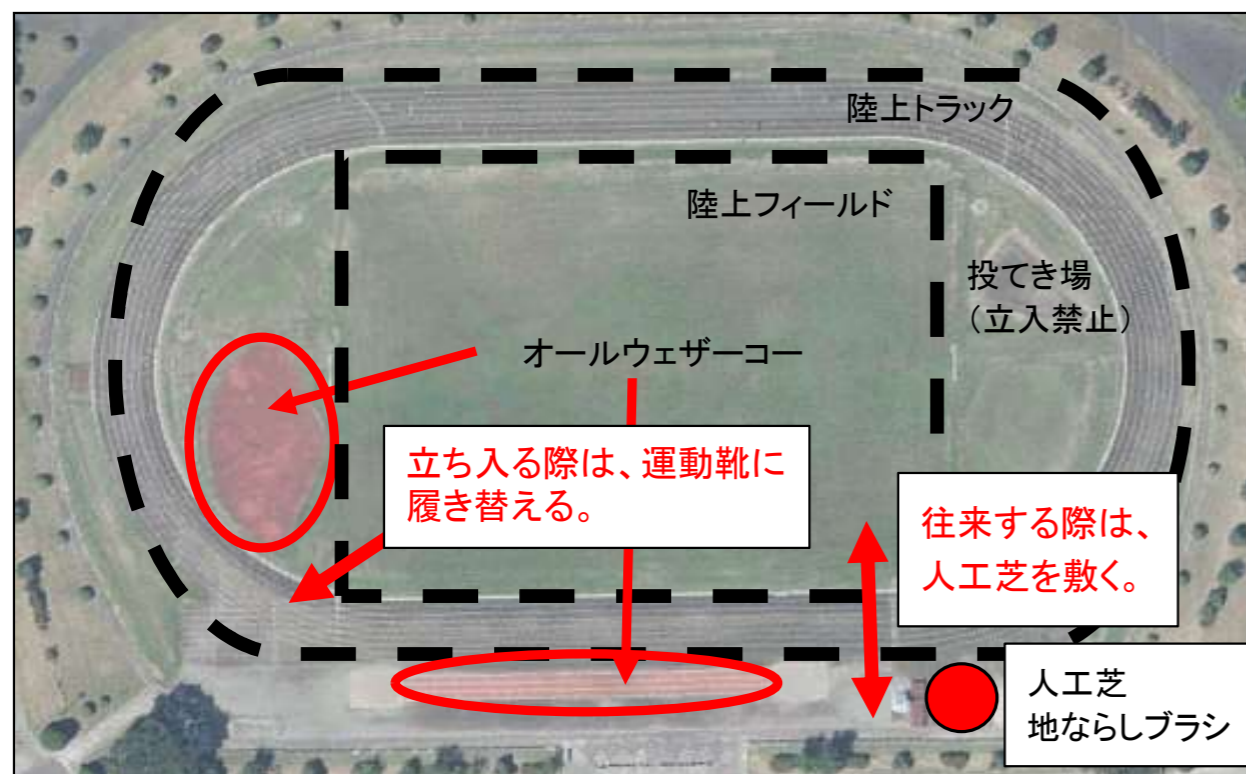 陸上トラック
陸上フィールド
投てき場
（立入禁止）
オールウェザーコー
立ち入る際は、運動靴に
履き替える。
往来する際は、
人工芝を敷く。
人工芝
地ならしブラシ